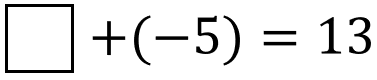 □ +(−5) = 13